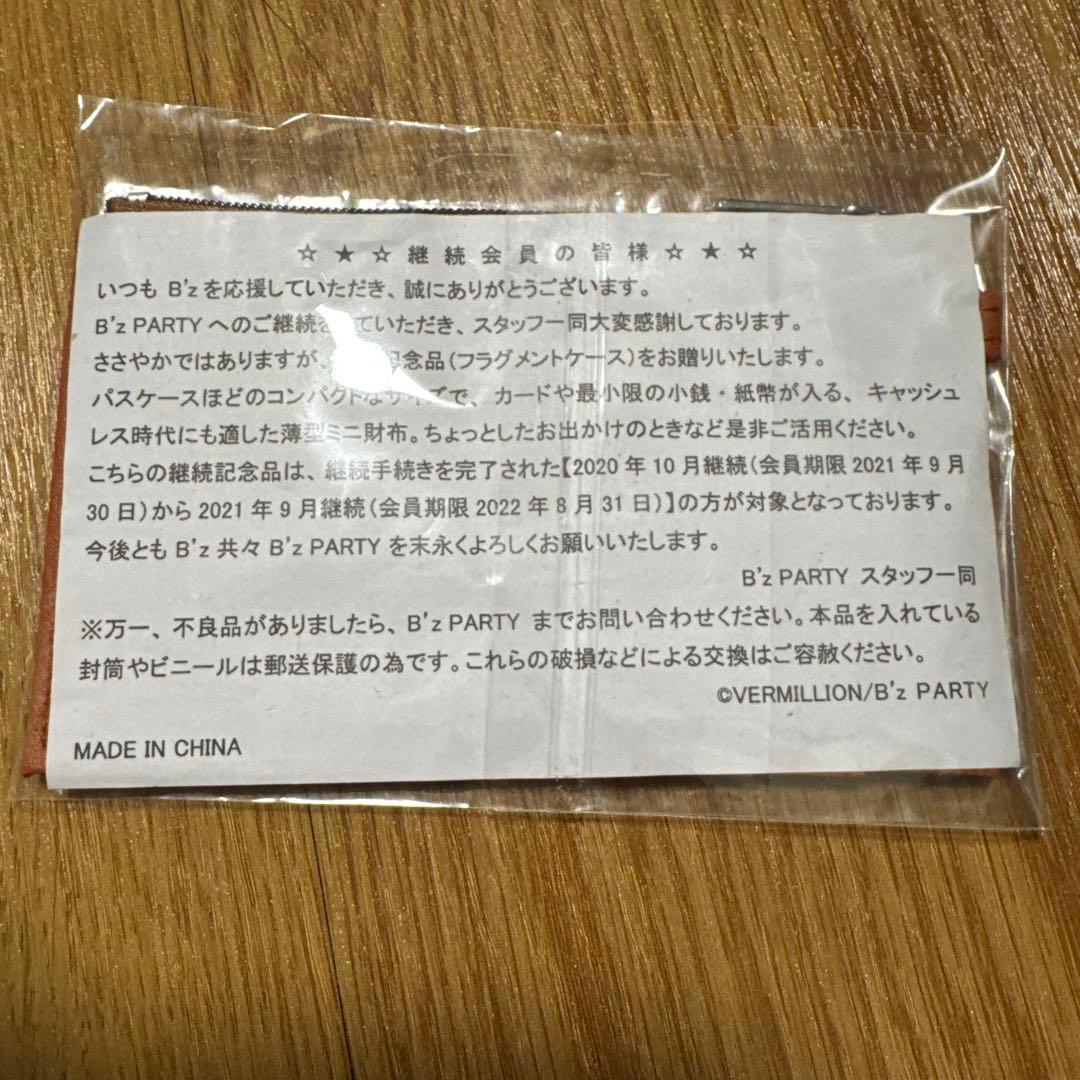 ☆ ★ ☆ 継 続 会 員 の 皆 様 ☆ ★ ☆
いつも B'zを応援していただき、誠にありがとうございます。
B'z PARTY へのご継続 ていただき、スタッフ一同大変感謝しております。
ささやかではありますが、 記念品(フラグメントケース)をお贈りいたします。
パスケースほどのコンパクトなサイズで、カードや最小限の小銭・紙幣が入る、キャッシュ
レス時代にも適した薄型ミニ財布。ちょっとしたお出かけのときなど是非ご活用ください。
こちらの継続記念品は、継続手続きを完了された【2020 年 10 月継続(会員期限 2021 年 9 月
30 日)から 2021 年 9 月継続(会員期限 2022 年 8 月 31 日)】の方が対象となっております。
今後とも B'z 共々 B'z PARTY を末永くよろしくお願いいたします。
B'z PARTY スタッフ一同
※万一、不良品がありましたら、B'z PARTY までお問い合わせください。本品を入れている
封筒やビニールは郵送保護の為です。これらの破損などによる交換はご容赦ください。
©VERMILLION/B'z PARTY
MADE IN CHINA